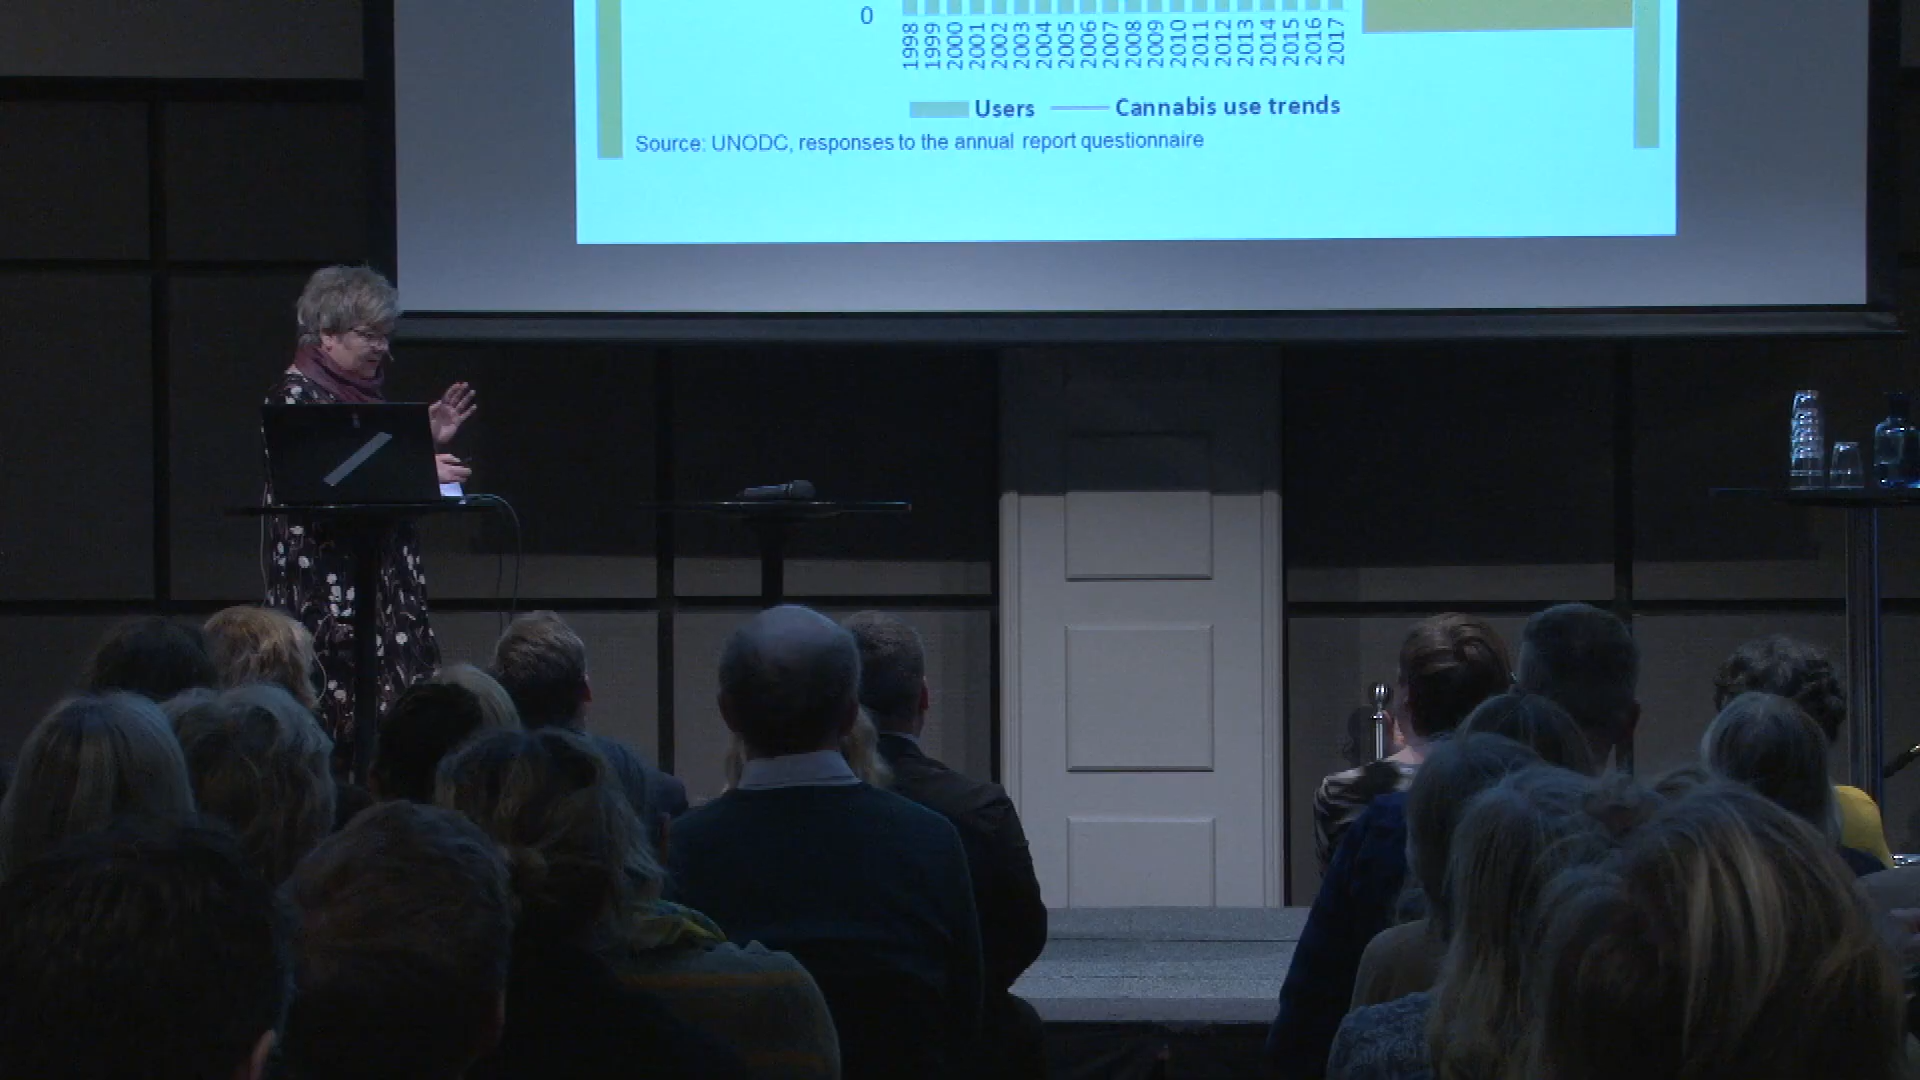 0
1998 1999 2000 2001 2002 2003 2004 2005 2006 2007 2008 2009 2010 2011 2012 2013 2014 2015 2016 2017
Users Cannabis use trends
Source: UNODC, responses to the annual report questionnaire